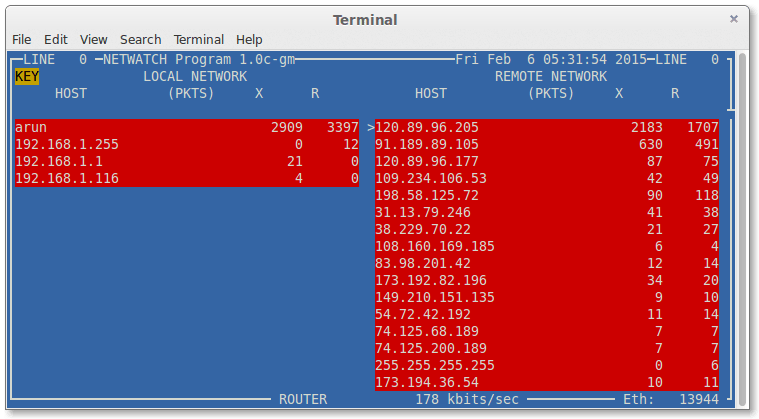 Terminal
File Edit View Search Terminal Help
LINE 0 NETWATCH Program 1.0c-gm Fri Feb 6 05:31:54 2015 LINE 0
KEY LOCAL NETWORK REMOTE NETWORK
HOST (PKTS) X R HOST (PKTS) X R
arun 2909 3397 >120.89.96.205 2183 1707
192.168.1.255 0 12 91.189.89.105 630 491
192.168.1.1 21 0 120.89.96.177 87 75
192.168.1.116 4 0 109.234.106.53 42 49
198.58.125.72 90 118
31.13.79.246 41 38
38.229.70.22 21 27
108.160.169.185 6 4
83.98.201.42 12 14
173.192.82.196 34 20
149.210.151.135 9 10
54.72.42.192 11 14
74.125.68.189 7 7
74.125.200.189 7 7
255.255.255.255 0 6
173.194.36.54 10 11
ROUTER 178 kbits/sec Eth: 13944